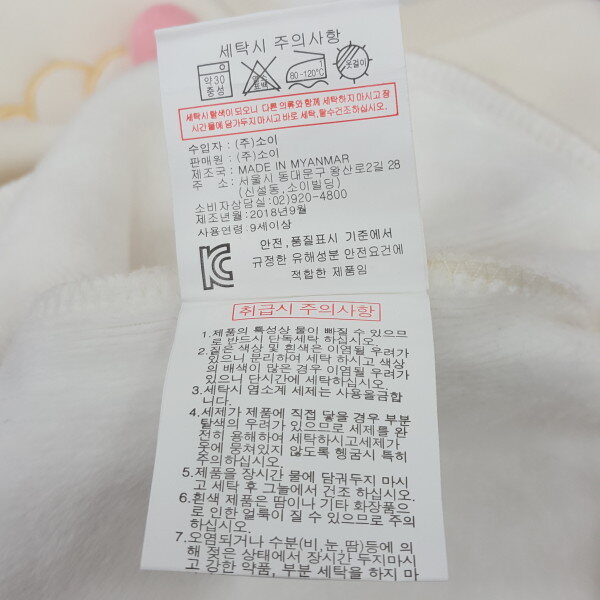 세탁시 주의사항
약30
중성
염소
표백
80~120℃
옷걸이
세탁시 탈색이 되오니 다른 의류와 함께 세탁하지 마시고 장
시간 물에 담가두지 마시고 바로 세탁,탈수건조하십시오.
수입자 : (주)소이
판매원 : (주)소이
제조국 : MADE IN MYANMAR
주 소 : 서울시 동대문구 왕산로2길 28
(신설동, 소이빌딩)
소비자상담실:02)920-4800
제조년월:2018년9월
사용연령:9세이상
안전,품질표시 기준에서
규정한 유해성분 안전요건에
적합한 제품임
취급시 주의사항
1.제품의 특성상 물이 빠질 수 있으므
로 반드시 단독세탁 하십시오.
2.짙은 색상 및 흰색은 이염될 우려가
있으니 분리하여 세탁 하시고 색상
의 배색이 많은 경우 이염될 우려가
있으니 단시간에 세탁하십시오.
3.세탁시 염소계 세제는 사용을금합
니다.
4.세제가 제품에 직접 닿을 경우 부분
탈색의 우려가 있으므로 세제를 완
전히 용해하여 세탁하시고세제가
옷에 뭉쳐있지 않도록 헹굼시 특히
주의하십시오.
5.제품을 장시간 물에 담궈두지 마시
고 세탁 후 그늘에서 건조 하십시오.
6.흰색 제품은 땀이나 기타 화장품으
로 인한 얼룩이 질 수 있으므로 주의
하십시오.
7.오염되거나 수분(비,눈,땀)등에 의
해 젖은 상태에서 장시간 두지마시
고 강한 약품, 부분 세탁을 하지 마